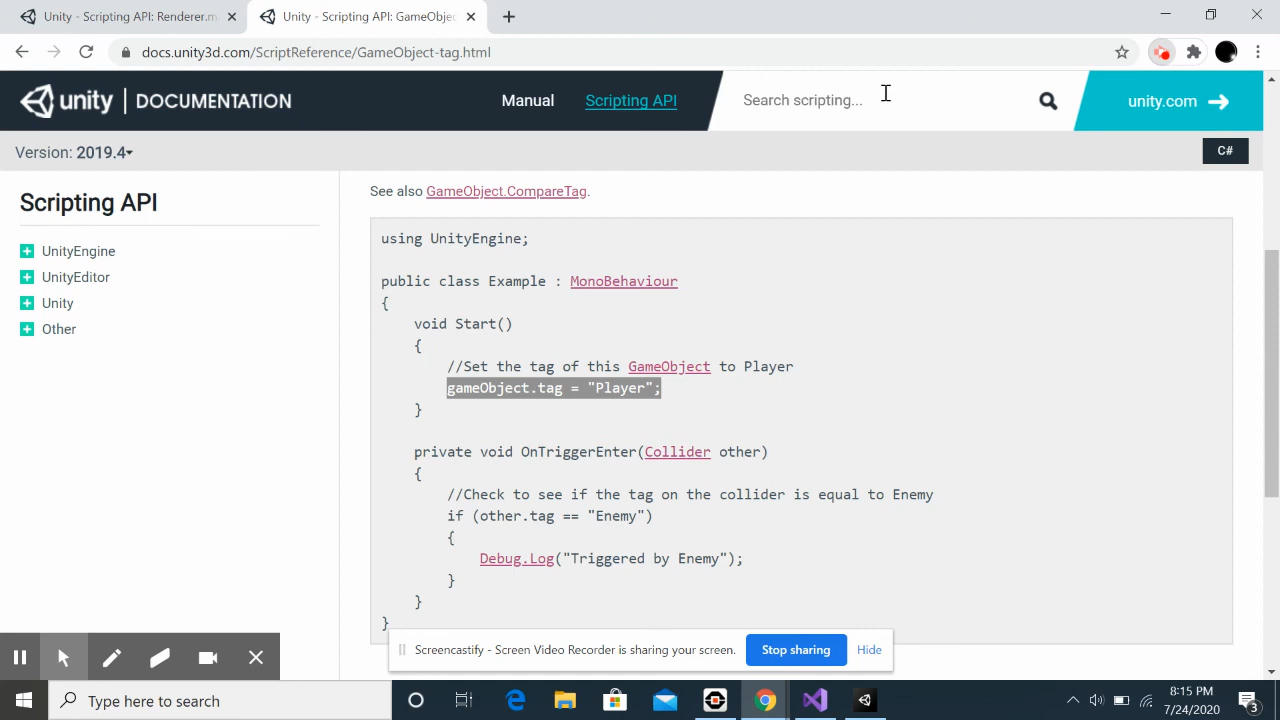 Unity - Scripting API: Renderer.m
Unity - Scripting API: GameObjec
docs.unity3d.com/ScriptReference/GameObject-tag.html
unity | DOCUMENTATION
Manual
Scripting API
Search scripting...
unity.com
Version: 2019.4
C#
Scripting API
UnityEngine
UnityEditor
Unity
Other
See also GameObject.CompareTag.
using UnityEngine;
public class Example : MonoBehaviour
{
void Start()
{
//Set the tag of this GameObject to Player
gameObject.tag = "Player";
}
private void OnTriggerEnter(Collider other)
{
//Check to see if the tag on the collider is equal to Enemy
if (other.tag == "Enemy")
{
Debug.Log("Triggered by Enemy");
}
}
}
Screencastify - Screen Video Recorder is sharing your screen.
Stop sharing
Hide
Type here to search
8:15 PM
7/24/2020
3